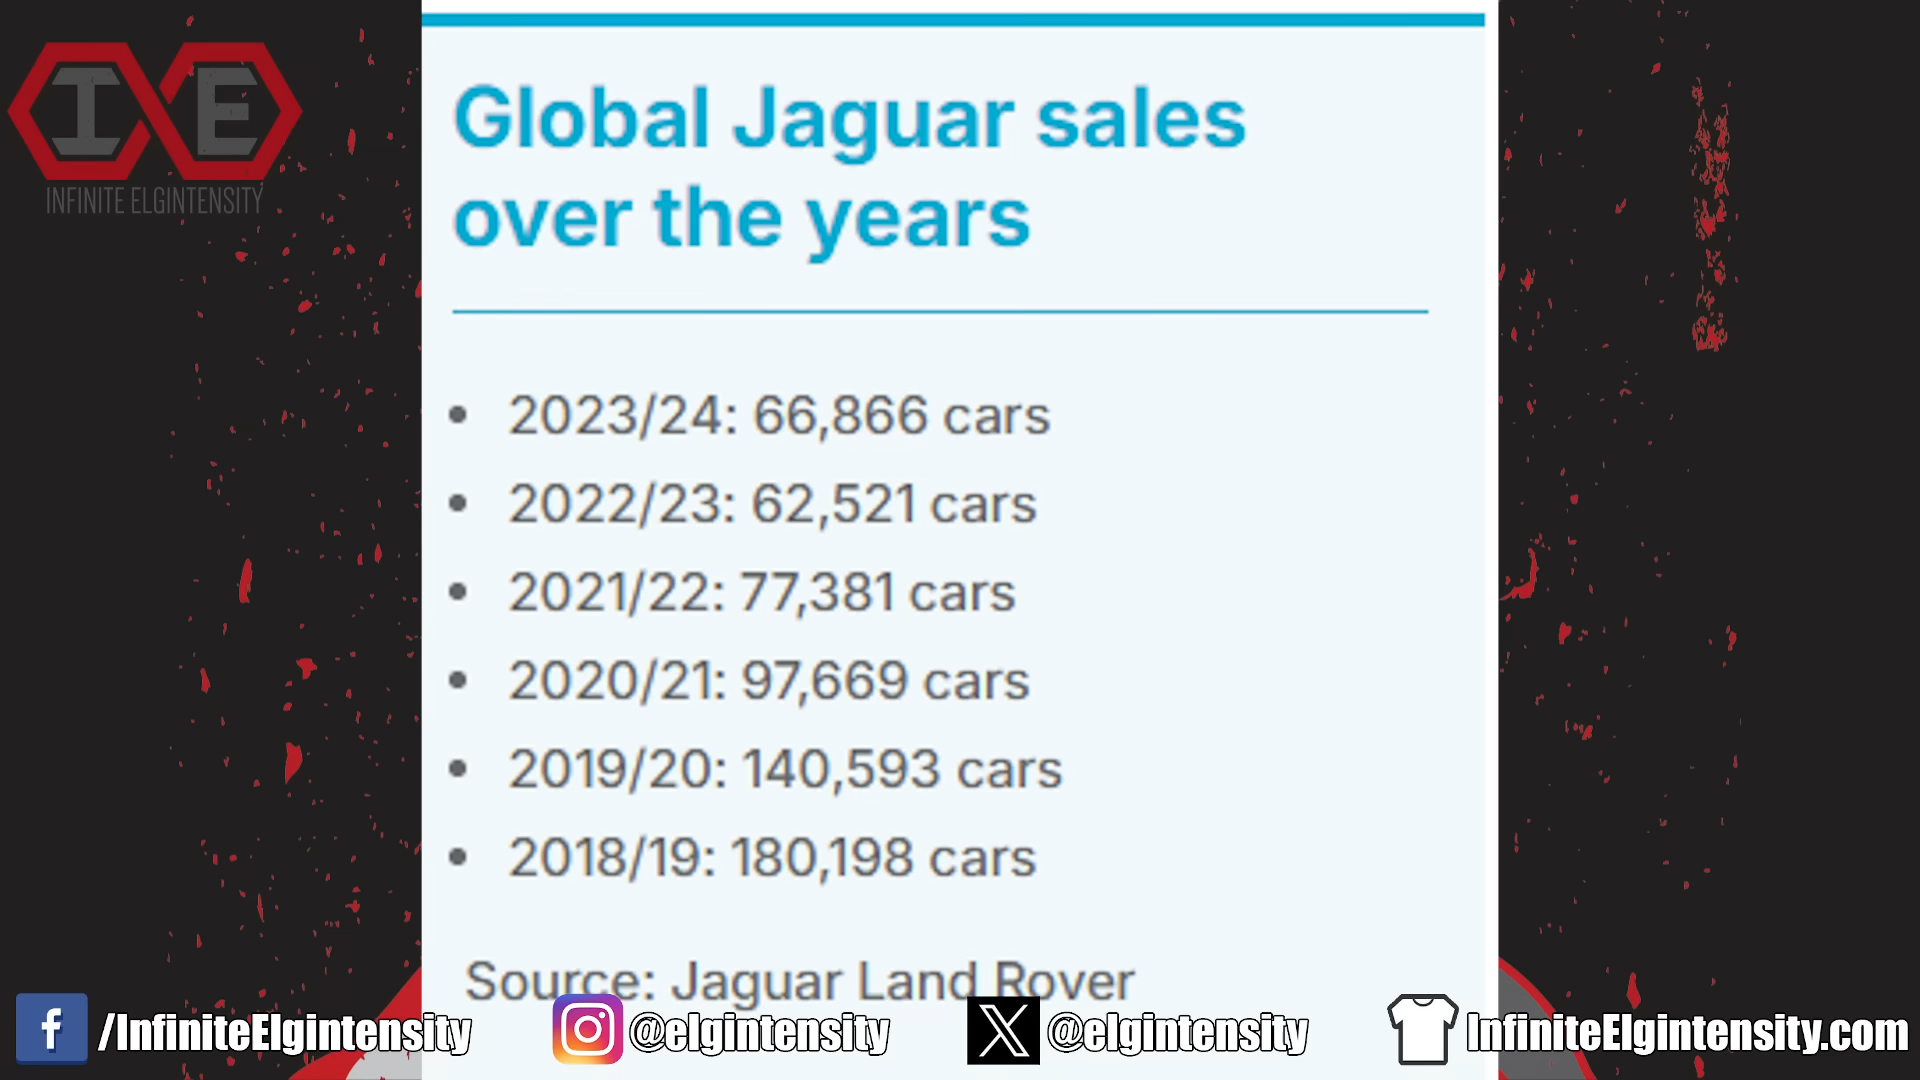 IXE
INFINITE ELGINTENSITY
Global Jaguar sales
over the years
• 2023/24: 66,866 cars
• 2022/23: 62,521 cars
• 2021/22: 77,381 cars
• 2020/21: 97,669 cars
• 2019/20: 140,593 cars
• 2018/19: 180,198 cars
Source: Jaguar Land Rover
/InfiniteElgintensity @elgintensity @elgintensity InfiniteElgintensity.com